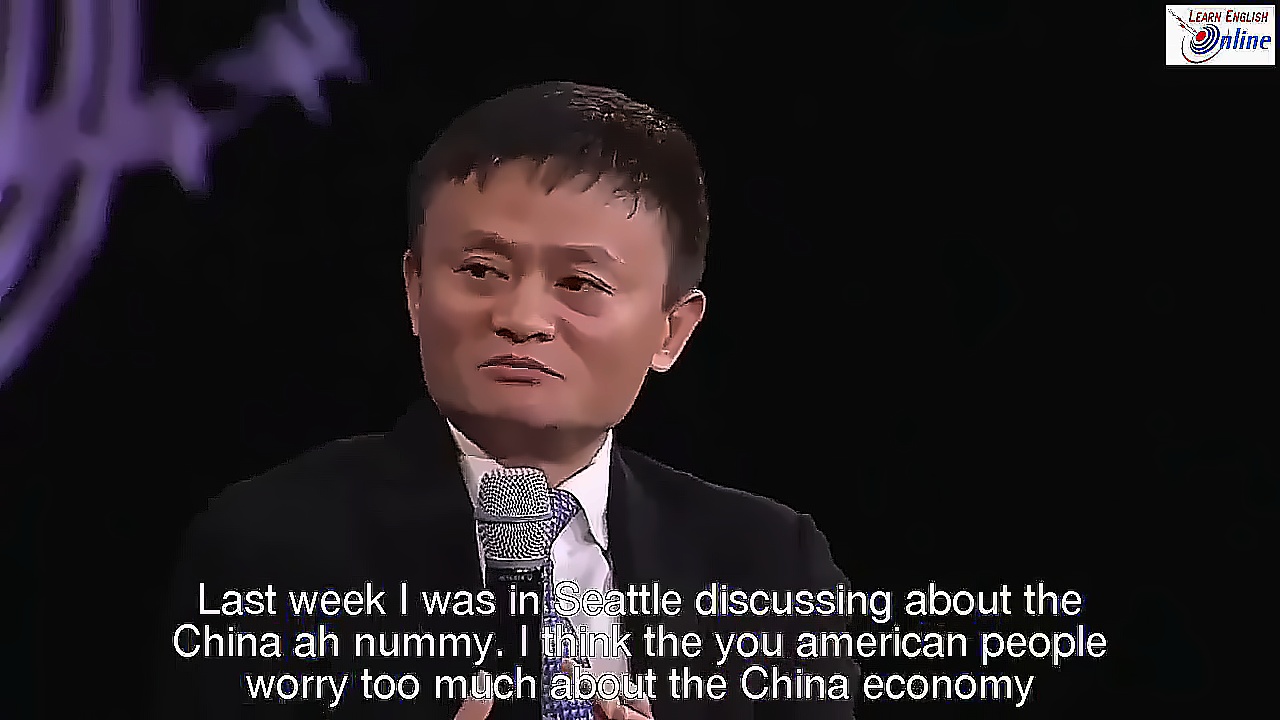 LEARN ENGLISH
Online
Last week I was in Seattle discussing about the
China ah nummy. I think the you american people
worry too much about the China economy